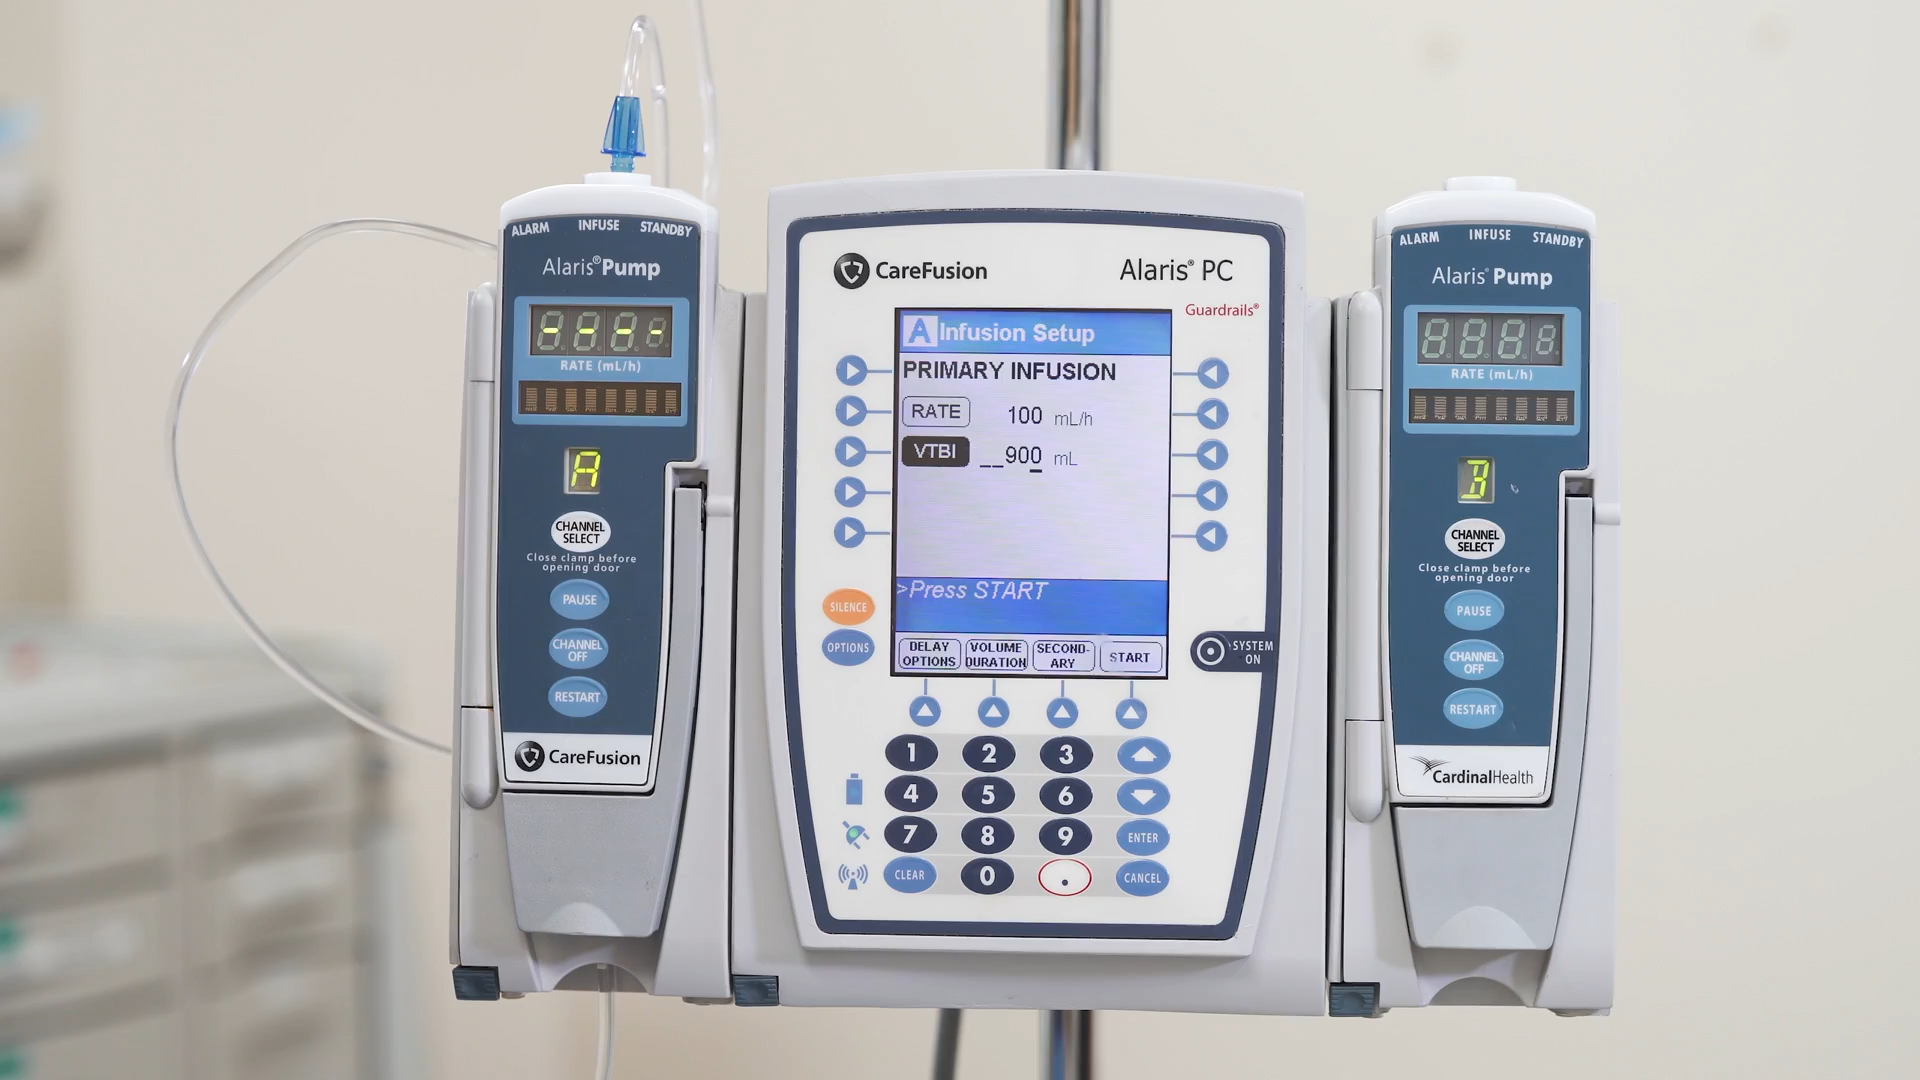 ALARM INFUSE STANDBY
Alaris® Pump
RATE (mL/h)
A
CHANNEL
SELECT
Close clamp before
opening door
PAUSE
CHANNEL
OFF
RESTART
CareFusion
CareFusion
Alaris® PC
Guardrails®
A Infusion Setup
PRIMARY INFUSION
RATE 100 mL/h
VTBI __900 mL
>Press START
DELAY
OPTIONS
VOLUME
DURATION
SECOND-
ARY
START
SILENCE
OPTIONS
SYSTEM
ON
1 2 3
4 5 6
7 8 9 ENTER
CLEAR 0 . CANCEL
ALARM INFUSE STANDBY
Alaris® Pump
RATE (mL/h)
B
CHANNEL
SELECT
Close clamp before
opening door
PAUSE
CHANNEL
OFF
RESTART
CardinalHealth